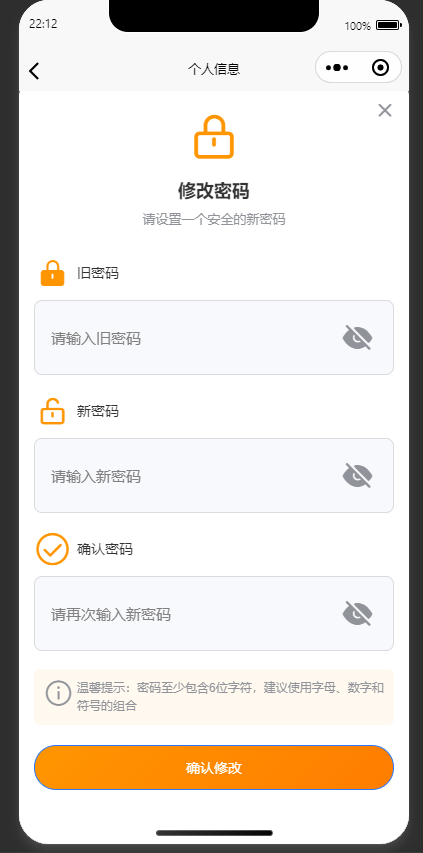 22:12
100%
个人信息
修改密码
请设置一个安全的新密码
旧密码
请输入旧密码
新密码
请输入新密码
确认密码
请再次输入新密码
温馨提示：密码至少包含6位字符，建议使用字母、数字和
符号的组合
确认修改